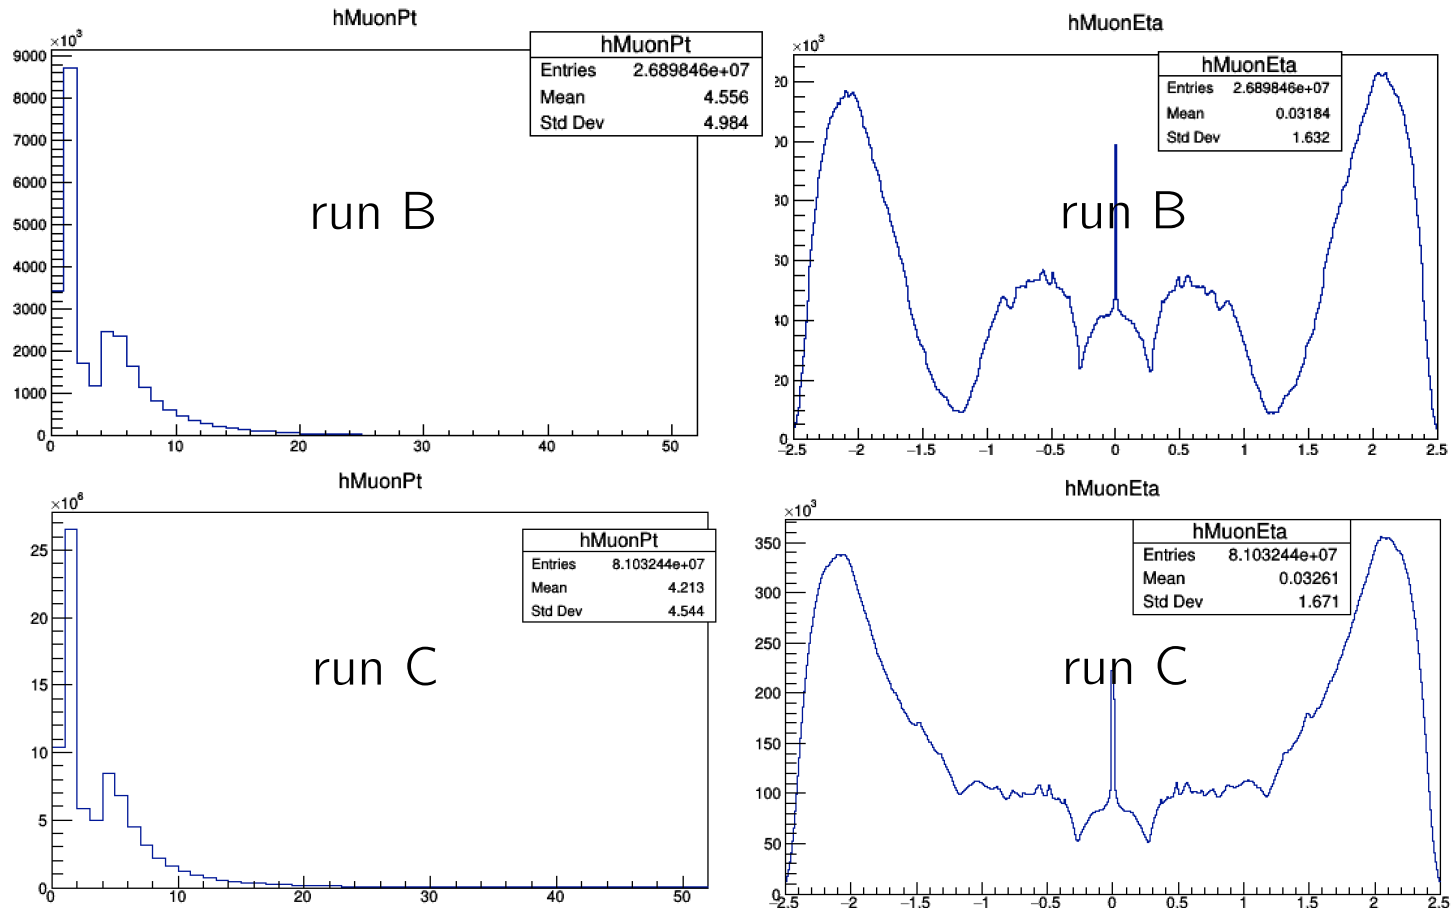 hMuonPt
×10³
hMuonPt
Entries 2.689846e+07
Mean 4.556
Std Dev 4.984
9000
8000
7000
6000
5000
4000
3000
2000
1000
0
run B
0 10 20 30 40 50
hMuonEta
×10³
hMuonEta
Entries 2.689846e+07
Mean 0.03184
Std Dev 1.632
20
00
80
60
40
20
0
run B
−2.5 −2 −1.5 −1 −0.5 0 0.5 1 1.5 2 2.5
hMuonPt
×10⁶
hMuonPt
Entries 8.103244e+07
Mean 4.213
Std Dev 4.544
25
20
15
10
5
0
run C
0 10 20 30 40 50
hMuonEta
×10³
hMuonEta
Entries 8.103244e+07
Mean 0.03261
Std Dev 1.671
350
300
250
200
150
100
50
0
run C
−2.5 −2 −1.5 −1 −0.5 0 0.5 1 1.5 2 2.5